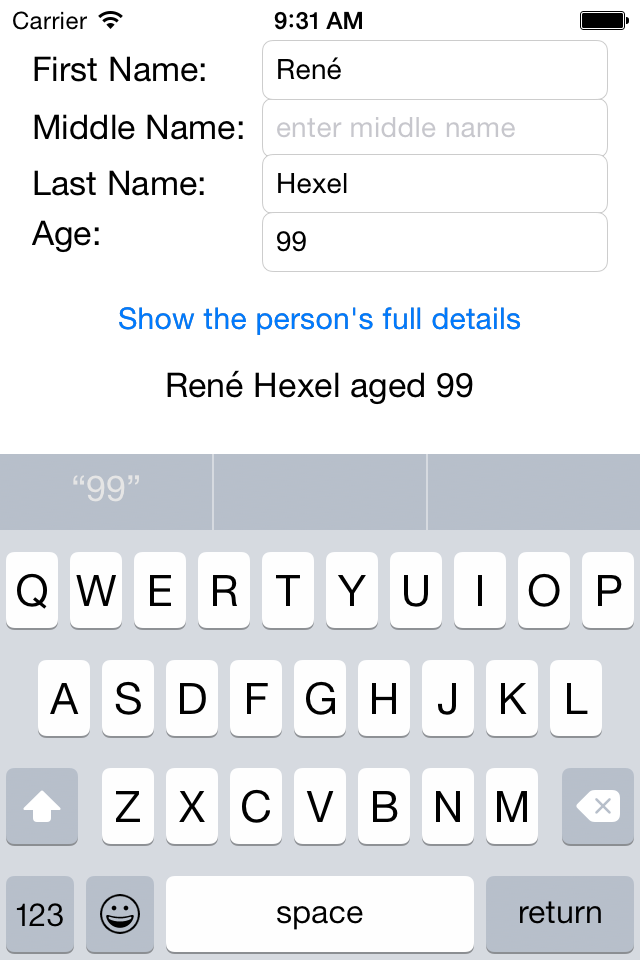 Carrier 9:31 AM
First Name: René
Middle Name: enter middle name
Last Name: Hexel
Age: 99
Show the person's full details
René Hexel aged 99
“99”
Q W E R T Y U I O P
A S D F G H J K L
Z X C V B N M
123 space return